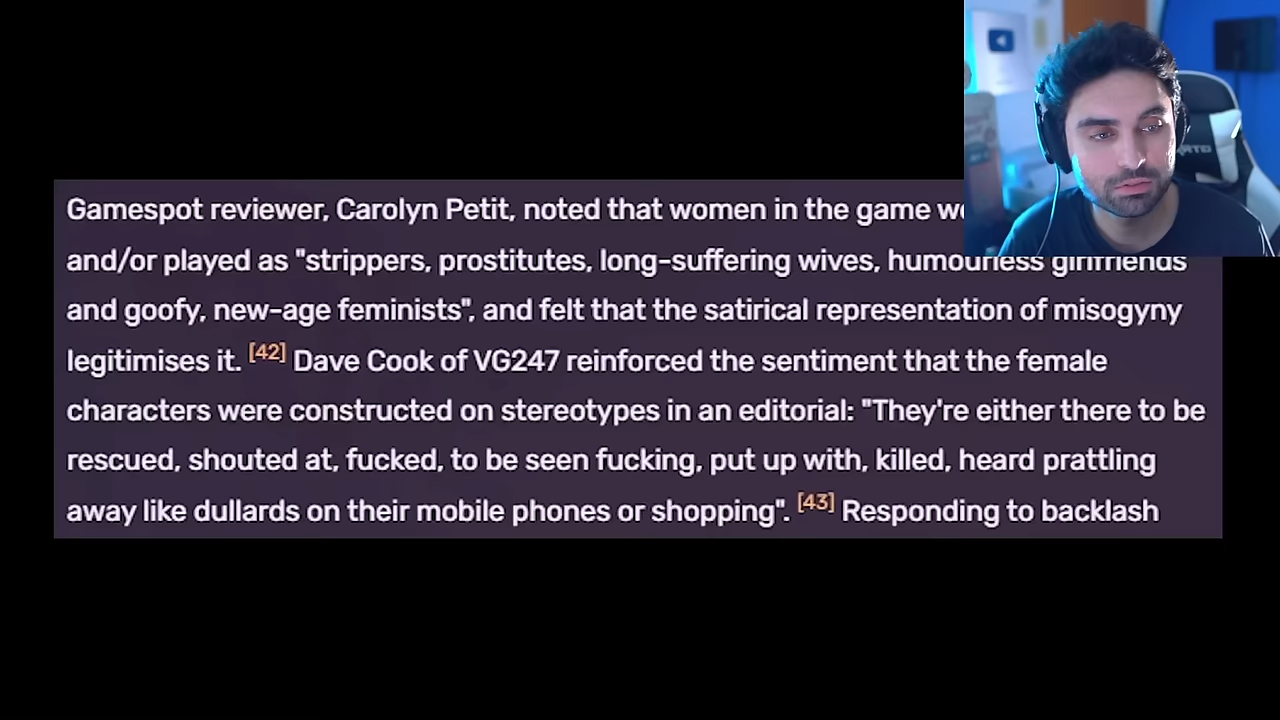 Gamespot reviewer, Carolyn Petit, noted that women in the game
and/or played as "strippers, prostitutes, long-suffering wives, humourless girlfriends
and goofy, new-age feminists", and felt that the satirical representation of misogyny
legitimises it. [42] Dave Cook of VG247 reinforced the sentiment that the female
characters were constructed on stereotypes in an editorial: "They're either there to be
rescued, shouted at, fucked, to be seen fucking, put up with, killed, heard prattling
away like dullards on their mobile phones or shopping". [43] Responding to backlash